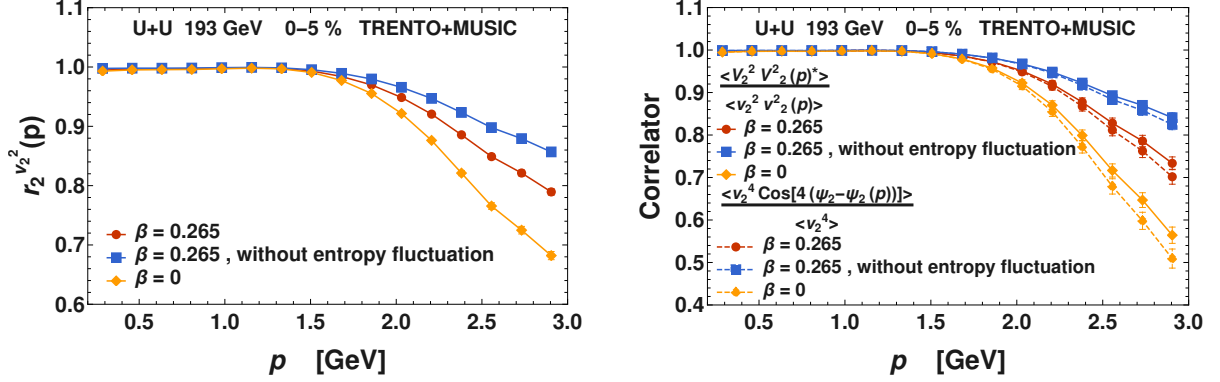 U+U 193 GeV 0–5 % TRENTO+MUSIC
r₂^{v₂²}(p)
1.0
0.9
0.8
0.7
0.6
β = 0.265
β = 0.265 , without entropy fluctuation
β = 0
0.5 1.0 1.5 2.0 2.5 3.0
p [GeV]
U+U 193 GeV 0–5 % TRENTO+MUSIC
Correlator
1.0
0.9
0.8
0.7
0.6
0.5
0.4
<V₂² V²₂(p)*>
<v₂² v²₂(p)>
β = 0.265
β = 0.265 , without entropy fluctuation
β = 0
<v₂⁴ Cos[4 (ψ₂−ψ₂(p))]>
<v₂⁴>
β = 0.265
β = 0.265 , without entropy fluctuation
β = 0
0.5 1.0 1.5 2.0 2.5 3.0
p [GeV]